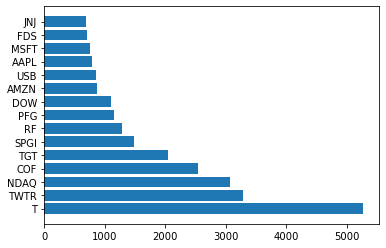 JNJ
FDS
MSFT
AAPL
USB
AMZN
DOW
PFG
RF
SPGI
TGT
COF
NDAQ
TWTR
T
0 1000 2000 3000 4000 5000